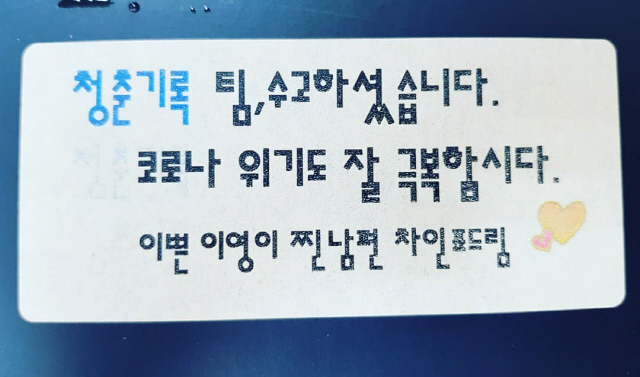 청춘기록 팀,수고하셨습니다.
코로나 위기도 잘 극복함시다.
이쁜 이영이 찐남편 차인표드림